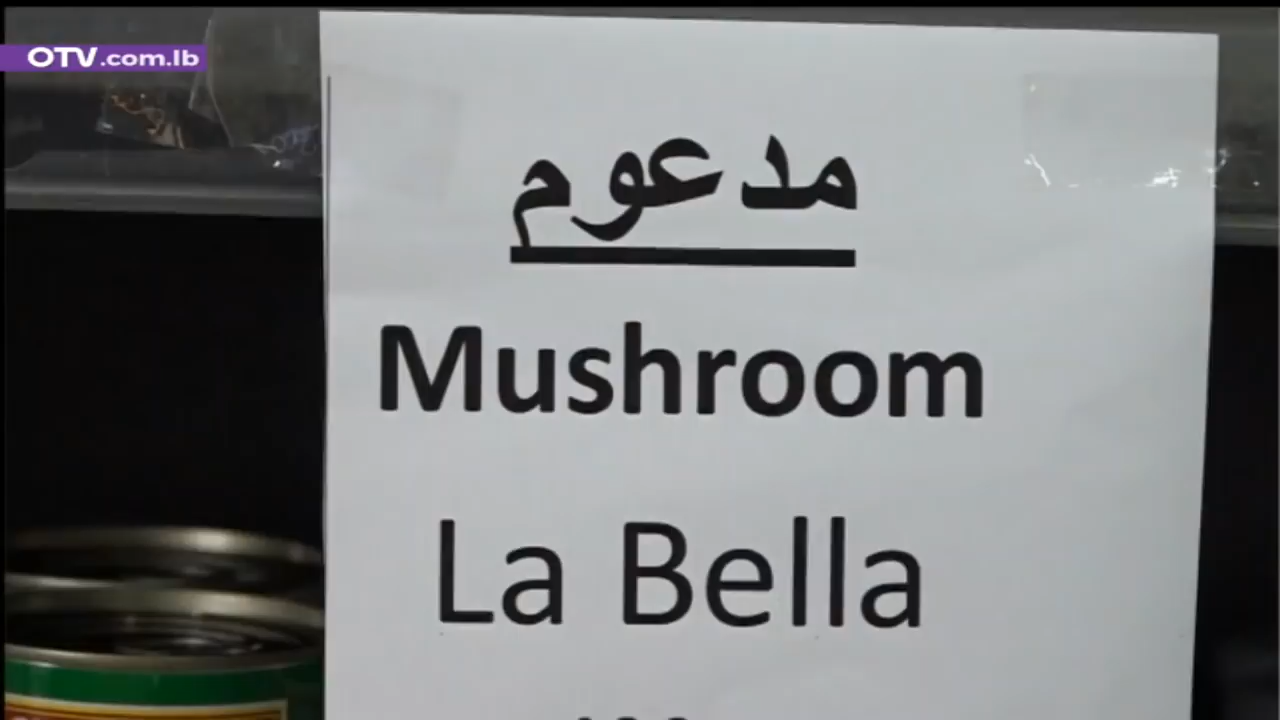 OTV.com.lb
مدعوم
Mushroom
La Bella